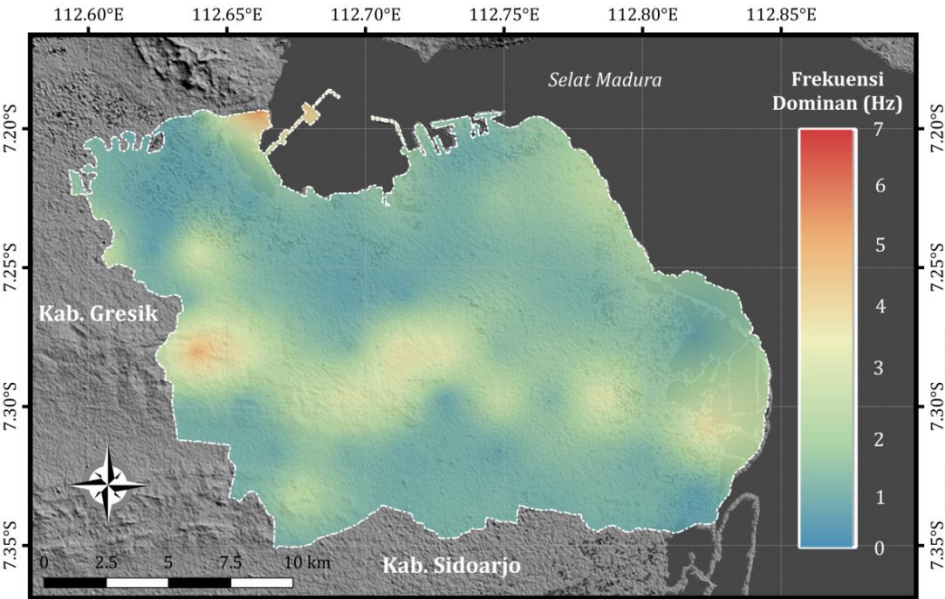 112.60°S 112.65°S 112.70°S 112.75°S 112.80°S 112.85°S
Selat Madura
Frekuensi
Dominan (Hz)
7
6
5
4
3
2
1
0
7.20°S
7.25°S
7.30°S
7.35°S
7.20°S
7.25°S
7.30°S
7.35°S
Kab. Gresik
0 2.5 5 7.5 10 km
Kab. Sidoarjo